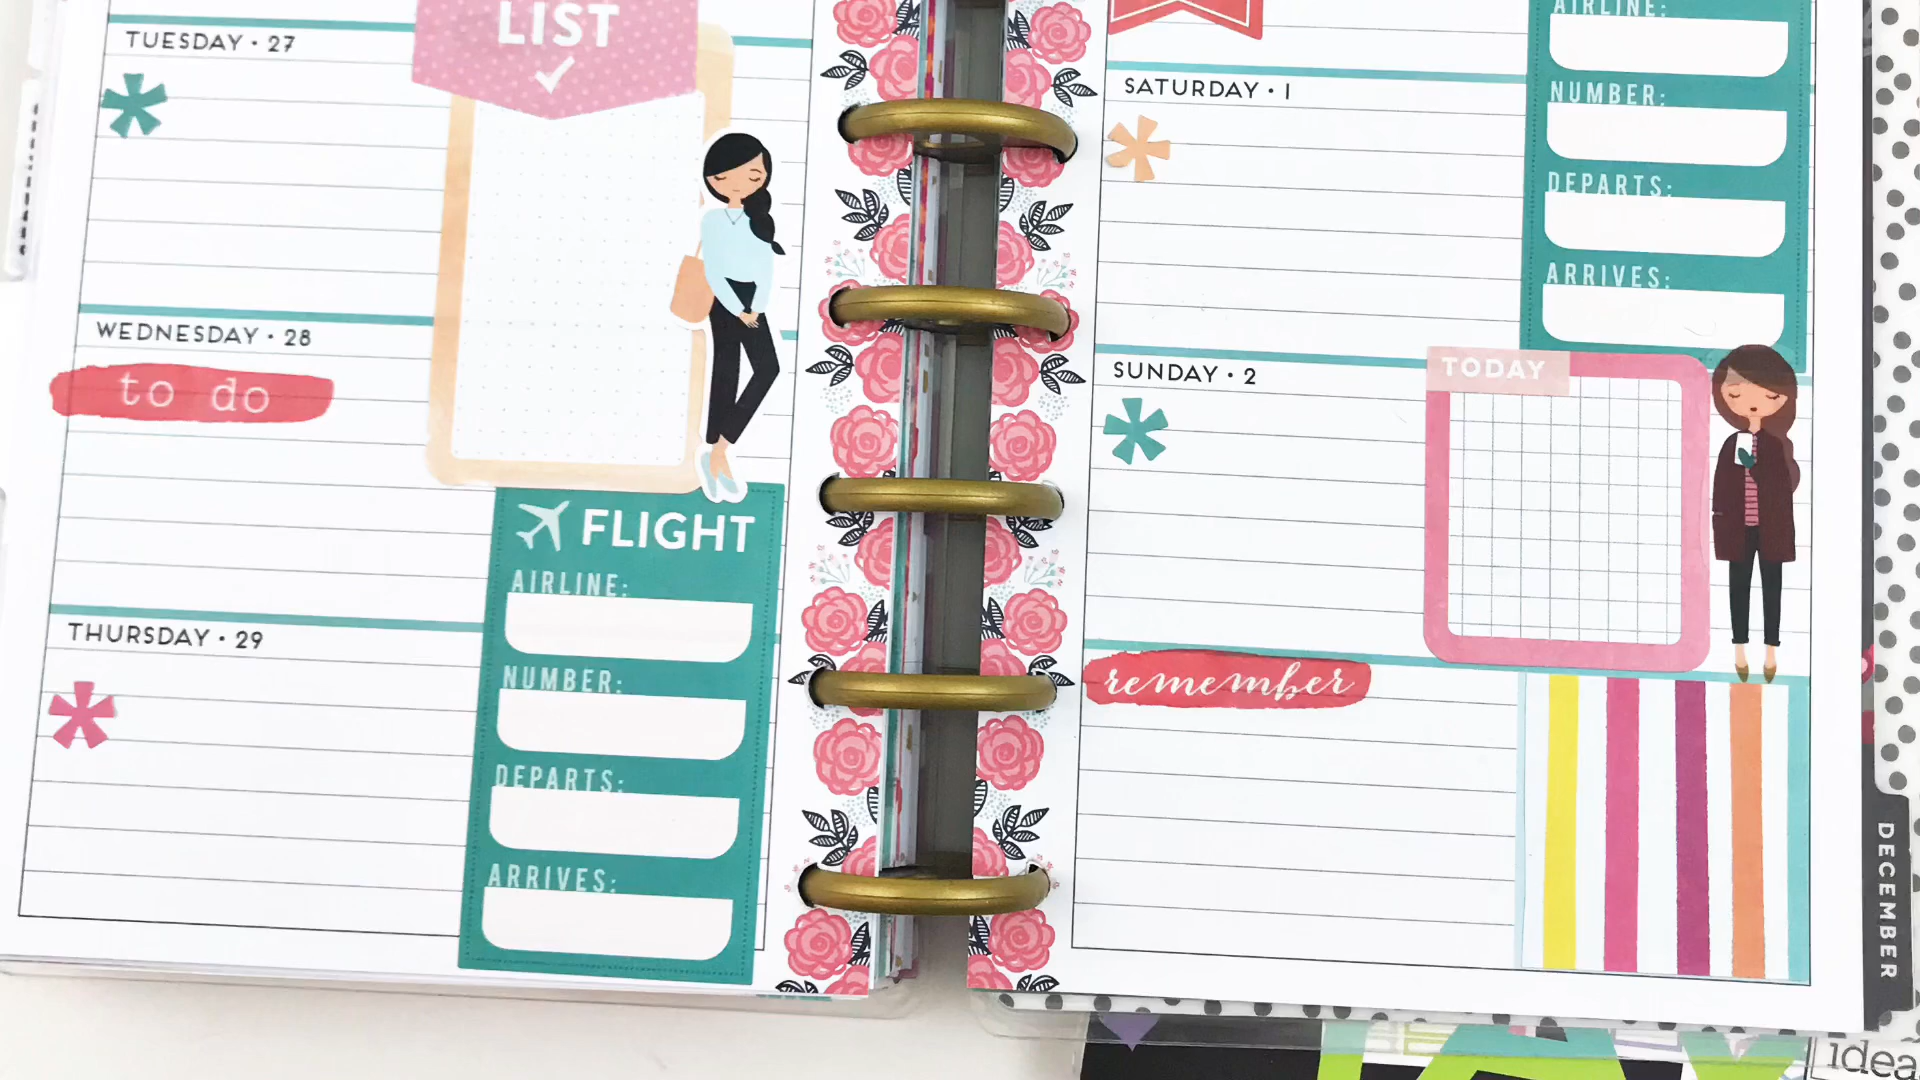 LIST
TUESDAY • 27
WEDNESDAY • 28
to do
FLIGHT
AIRLINE:
NUMBER:
DEPARTS:
ARRIVES:
THURSDAY • 29
AIRLINE:
NUMBER:
DEPARTS:
ARRIVES:
SATURDAY • 1
SUNDAY • 2
TODAY
remember
DECEMBER